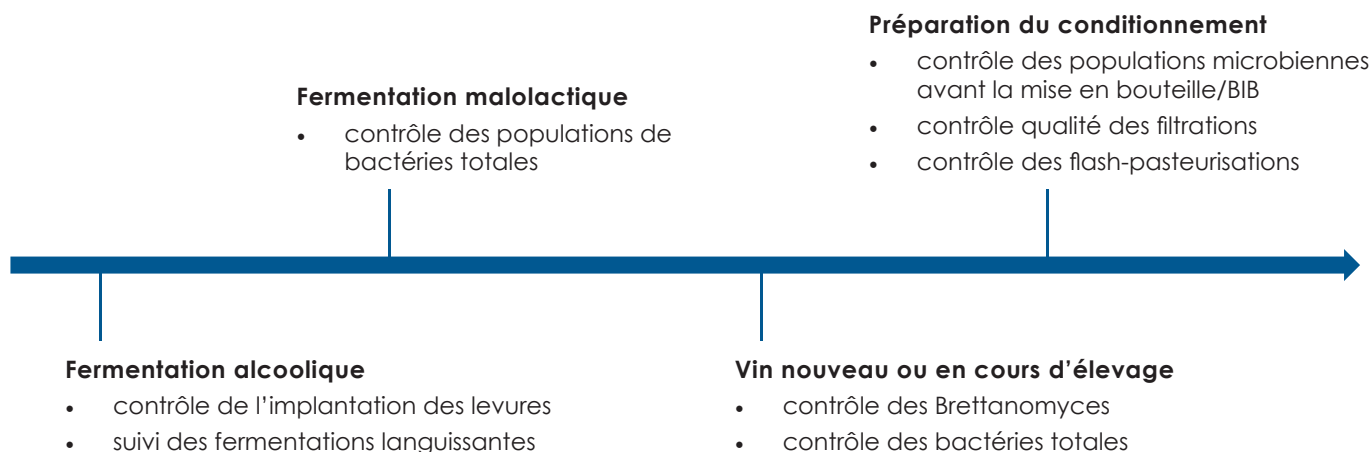 Préparation du conditionnement
• contrôle des populations microbiennes
avant la mise en bouteille/BIB
• contrôle qualité des filtrations
• contrôle des flash-pasteurisations
Fermentation malolactique
• contrôle des populations de
bactéries totales
Fermentation alcoolique
• contrôle de l’implantation des levures
• suivi des fermentations languissantes
Vin nouveau ou en cours d’élevage
• contrôle des Brettanomyces
• contrôle des bactéries totales